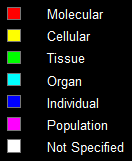 Molecular
Cellular
Tissue
Organ
Individual
Population
Not Specified